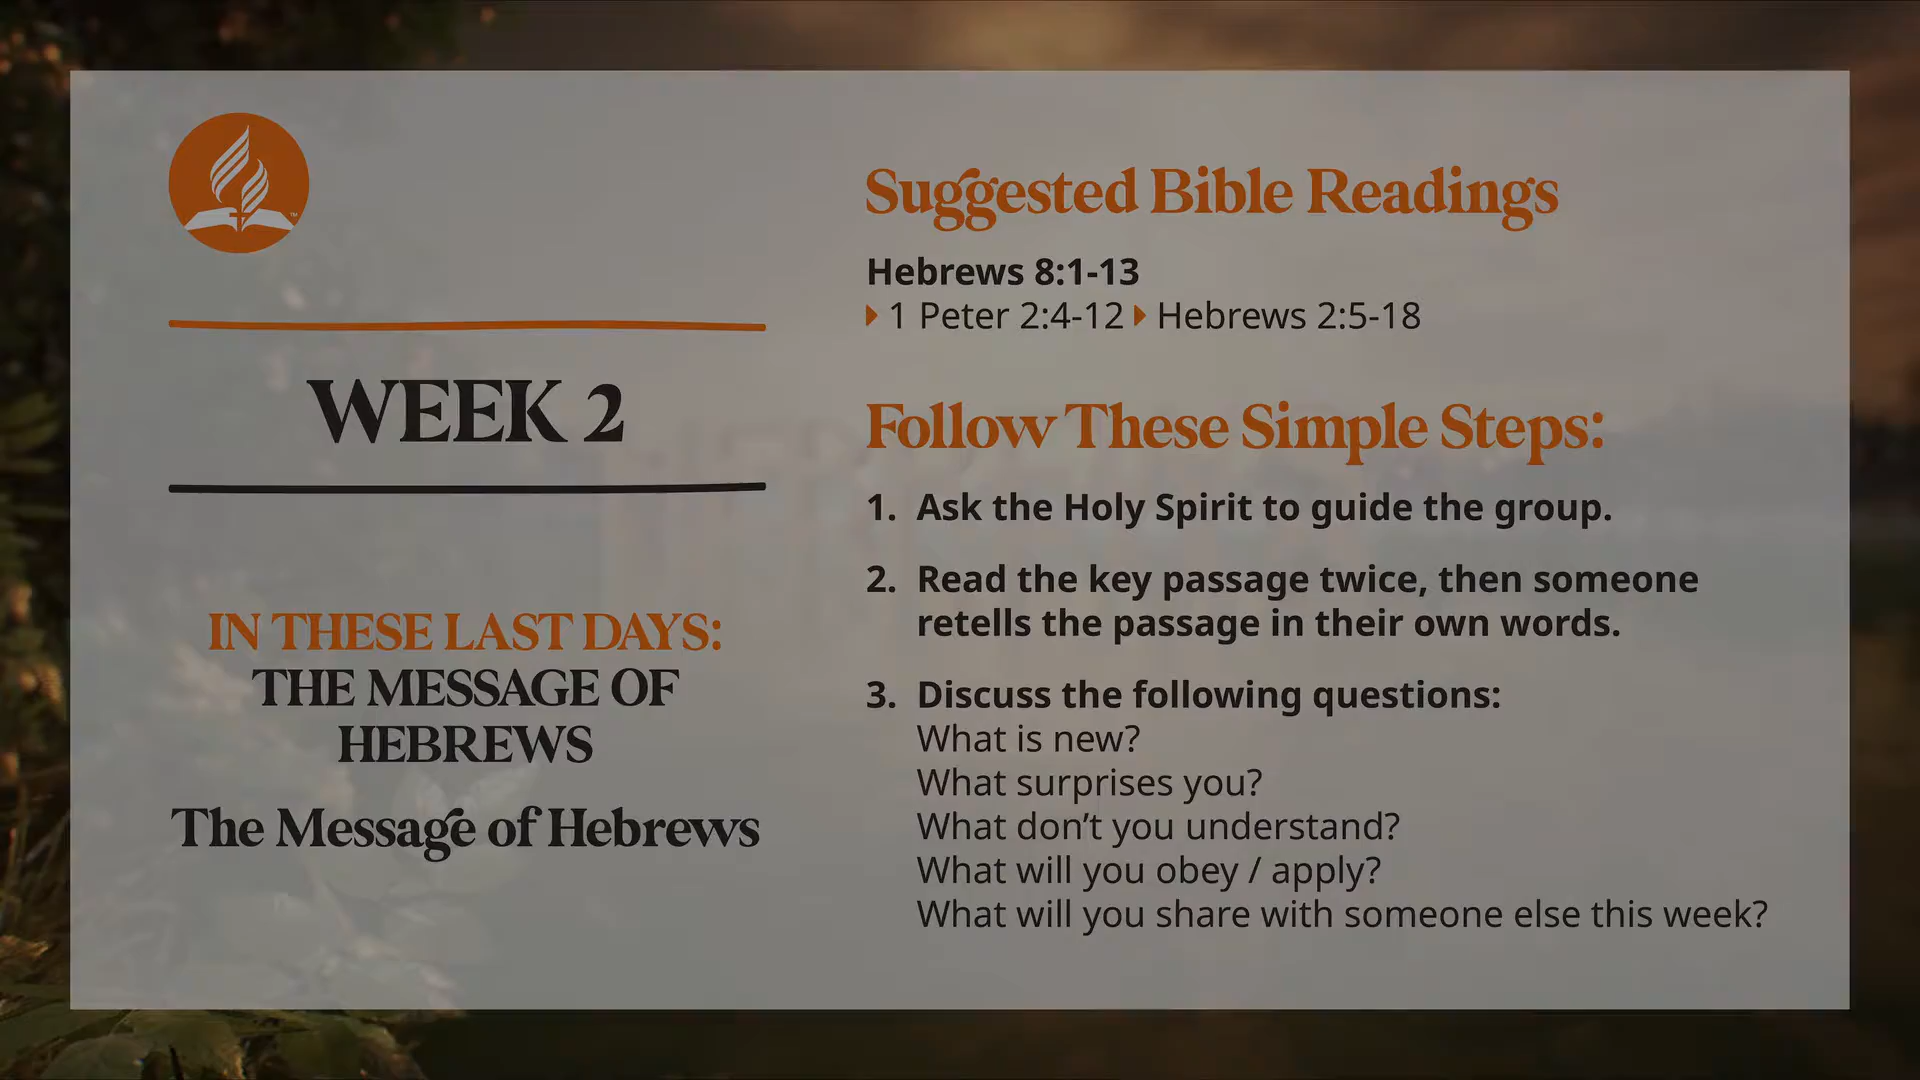 WEEK 2
IN THESE LAST DAYS:
THE MESSAGE OF
HEBREWS
The Message of Hebrews
Suggested Bible Readings
Hebrews 8:1-13
1 Peter 2:4-12 Hebrews 2:5-18
Follow These Simple Steps:
1. Ask the Holy Spirit to guide the group.
2. Read the key passage twice, then someone
retells the passage in their own words.
3. Discuss the following questions:
What is new?
What surprises you?
What don’t you understand?
What will you obey / apply?
What will you share with someone else this week?